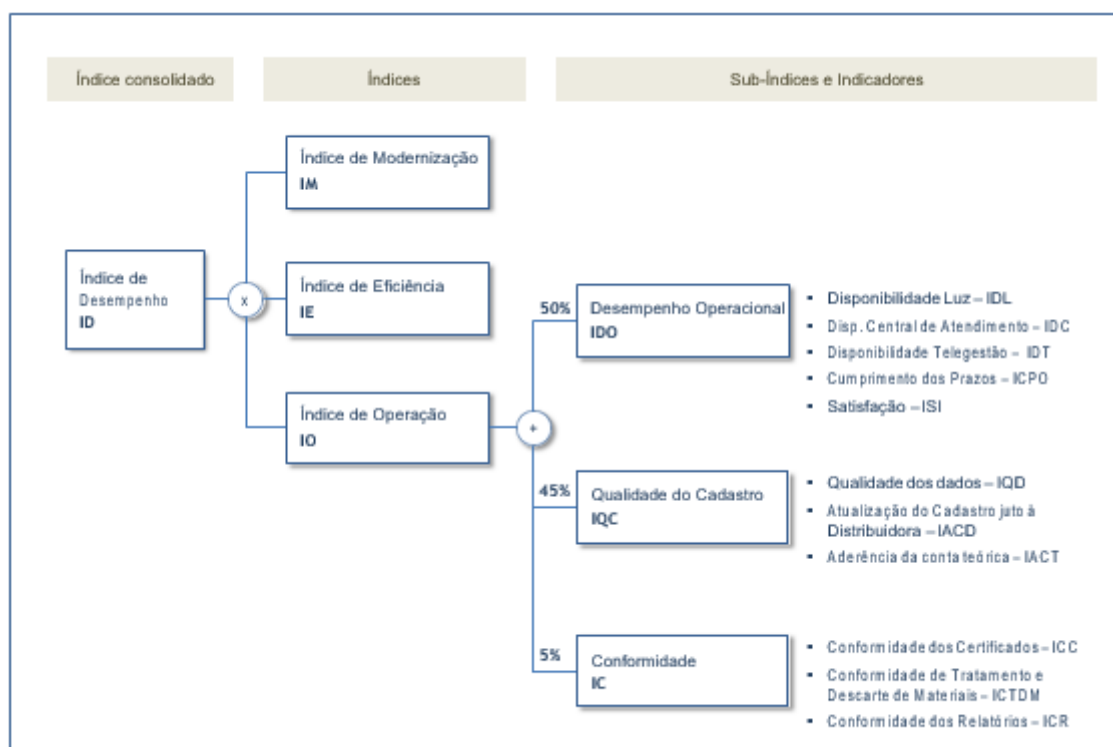 Índice consolidado
Índices
Sub-Índices e Indicadores
Índice de Modernização
IM
Índice de
Desempenho
ID
x
Índice de Eficiência
IE
Índice de Operação
IO
+
50%
Desempenho Operacional
IDO
▪ Disponibilidade Luz – IDL
▪ Disp. Central de Atendimento – IDC
▪ Disponibilidade Telegestão – IDT
▪ Cumprimento dos Prazos – ICPO
▪ Satisfação – ISI
45%
Qualidade do Cadastro
IQC
▪ Qualidade dos dados – IQD
▪ Atualização do Cadastro juto à
Distribuidora – IACD
▪ Aderência da conta teórica – IACT
5%
Conformidade
IC
▪ Conformidade dos Certificados – ICC
▪ Conformidade de Tratamento e
Descarte de Materiais – ICTDM
▪ Conformidade dos Relatórios – ICR